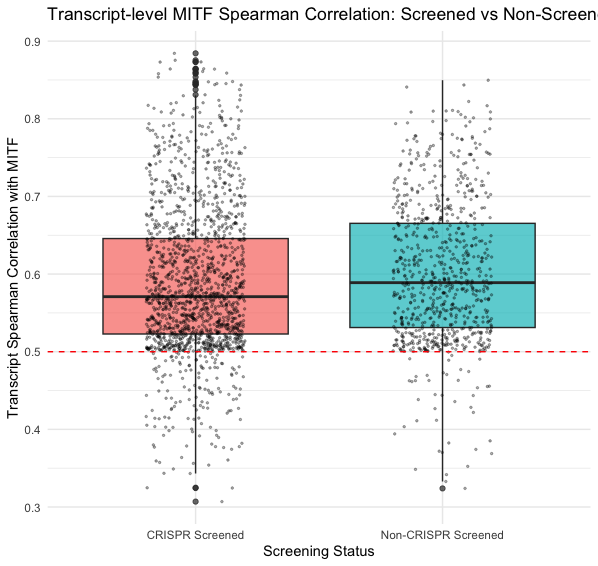 Transcript-level MITF Spearman Correlation: Screened vs Non-Screen
Transcript Spearman Correlation with MITF
0.9
0.8
0.7
0.6
0.5
0.4
0.3
CRISPR Screened
Non-CRISPR Screened
Screening Status